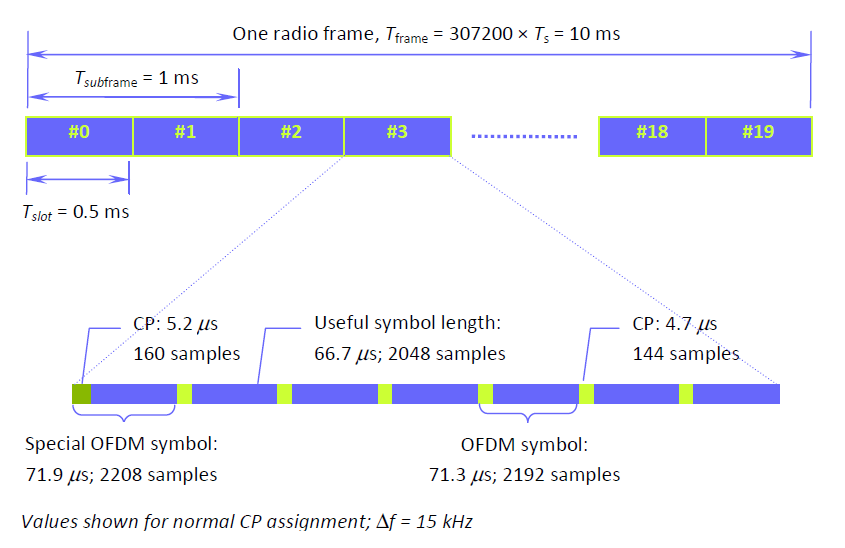 One radio frame, Tframe = 307200 × Ts = 10 ms
Tsubframe = 1 ms
#0 #1 #2 #3 #18 #19
Tslot = 0.5 ms
CP: 5.2 μs
160 samples
Useful symbol length:
66.7 μs; 2048 samples
CP: 4.7 μs
144 samples
Special OFDM symbol:
71.9 μs; 2208 samples
OFDM symbol:
71.3 μs; 2192 samples
Values shown for normal CP assignment; Δf = 15 kHz